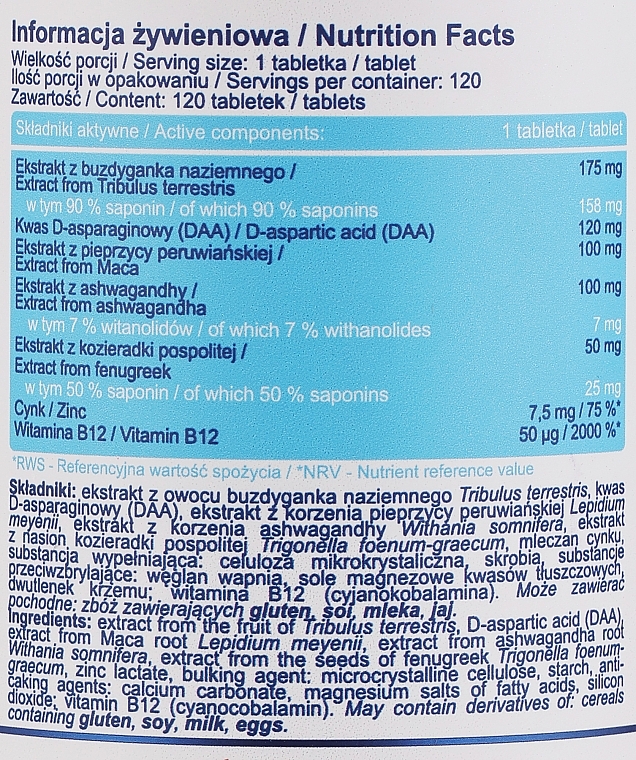 Informacja żywieniowa / Nutrition Facts
Wielkość porcji / Serving size: 1 tabletka / tablet
Ilość porcji w opakowaniu / Servings per container: 120
Zawartość / Content: 120 tabletek / tablets
Składniki aktywne / Active components: 1 tabletka / tablet
Ekstrakt z buzdyganka naziemnego / 175 mg
Extract from Tribulus terrestris
w tym 90 % saponin / of which 90 % saponins 158 mg
Kwas D-asparaginowy (DAA) / D-aspartic acid (DAA) 120 mg
Ekstrakt z pieprzycy peruwiańskiej / 100 mg
Extract from Maca
Ekstrakt z ashwagandhy / 100 mg
Extract from ashwagandha
w tym 7 % witanolidów / of which 7 % withanolides 7 mg
Ekstrakt z kozieradki pospolitej / 50 mg
Extract from fenugreek
w tym 50 % saponin / of which 50 % saponins 25 mg
Cynk / Zinc 7,5 mg / 75 %*
Witamina B12 / Vitamin B12 50 µg / 2000 %*
*RWS - Referencyjna wartość spożycia / *NRV - Nutrient reference value
Składniki: ekstrakt z owocu buzdyganka naziemnego Tribulus terrestris, kwas
D-asparaginowy (DAA), ekstrakt z korzenia pieprzycy peruwiańskiej Lepidium
meyenii, ekstrakt z korzenia ashwagandhy Withania somnifera, ekstrakt
z nasion kozieradki pospolitej Trigonella foenum-graecum, mleczan cynku,
substancja wypełniająca: celuloza mikrokrystaliczna, skrobia, substancje
przeciwzbrylające: węglan wapnia, sole magnezowe kwasów tłuszczowych,
dwutlenek krzemu; witamina B12 (cyjanokobalamina). Może zawierać
pochodne: zbóż zawierających gluten, soi, mleka, jaj.
Ingredients: extract from the fruit of Tribulus terrestris, D-aspartic acid (DAA),
extract from Maca root Lepidium meyenii, extract from ashwagandha root
Withania somnifera, extract from the seeds of fenugreek Trigonella foenum-
graecum, zinc lactate, bulking agent: microcrystalline cellulose, starch, anti-
caking agents: calcium carbonate, magnesium salts of fatty acids, silicon
dioxide; vitamin B12 (cyanocobalamin). May contain derivatives of: cereals
containing gluten, soy, milk, eggs.